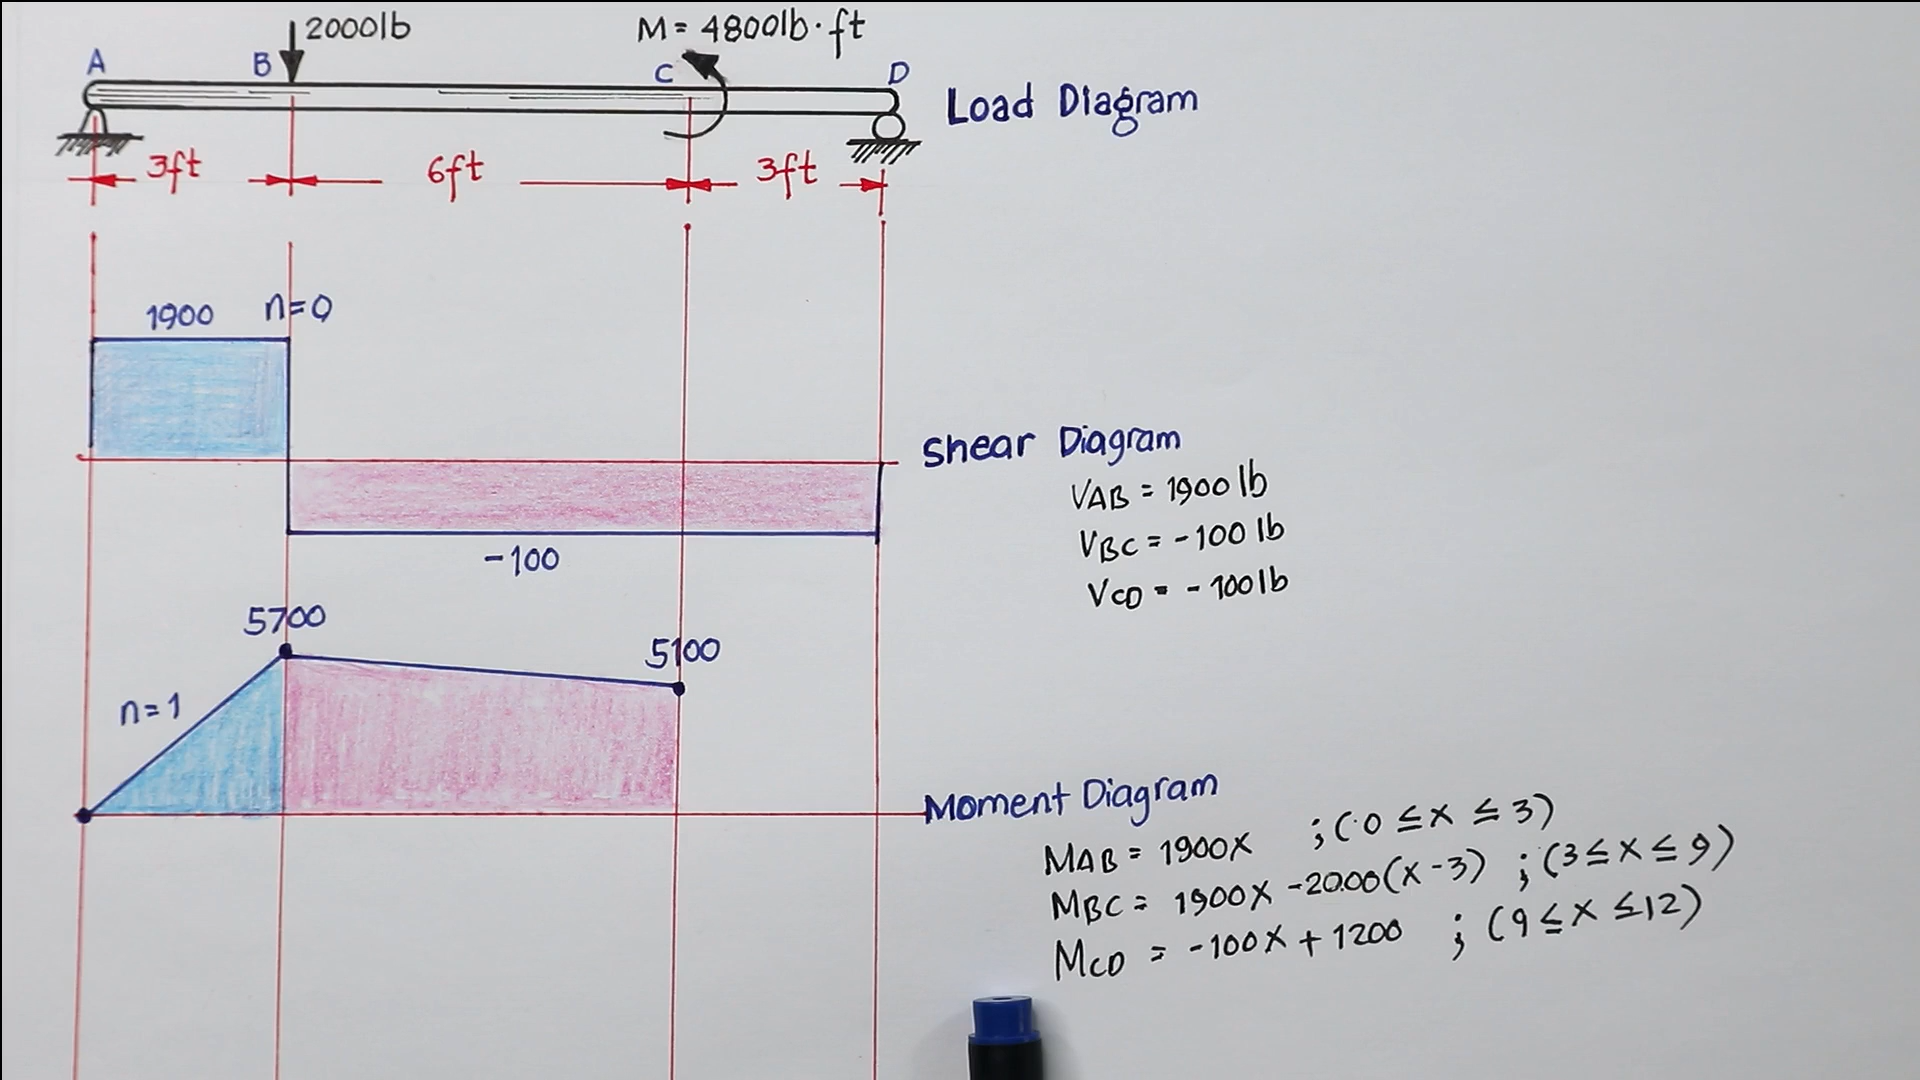 2000lb
M = 4800lb·ft
A
B
C
D
Load Diagram
3ft
6ft
3ft
1900
n=0
Shear Diagram
VAB = 1900 lb
-100
VBC = -100 lb
VCD = -100lb
5700
5100
n=1
Moment Diagram
MAB = 1900x ; (0 ≤ x ≤ 3)
MBC = 1900x -2000(x-3) ; (3 ≤ x ≤ 9)
MCD = -100x + 1200 ; (9 ≤ x ≤ 12)